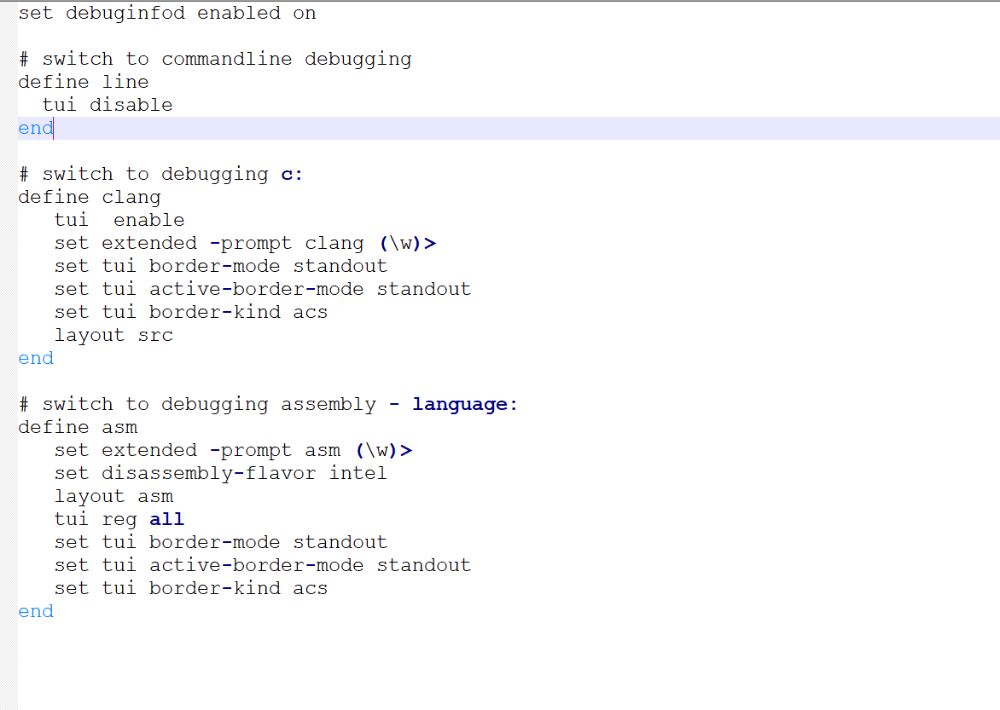 set debuginfod enabled on
# switch to commandline debugging
define line
  tui disable
end
# switch to debugging c:
define clang
   tui  enable
   set extended -prompt clang (\w)>
   set tui border-mode standout
   set tui active-border-mode standout
   set tui border-kind acs
   layout src
end
# switch to debugging assembly - language:
define asm
   set extended -prompt asm (\w)>
   set disassembly-flavor intel
   layout asm
   tui reg all
   set tui border-mode standout
   set tui active-border-mode standout
   set tui border-kind acs
end